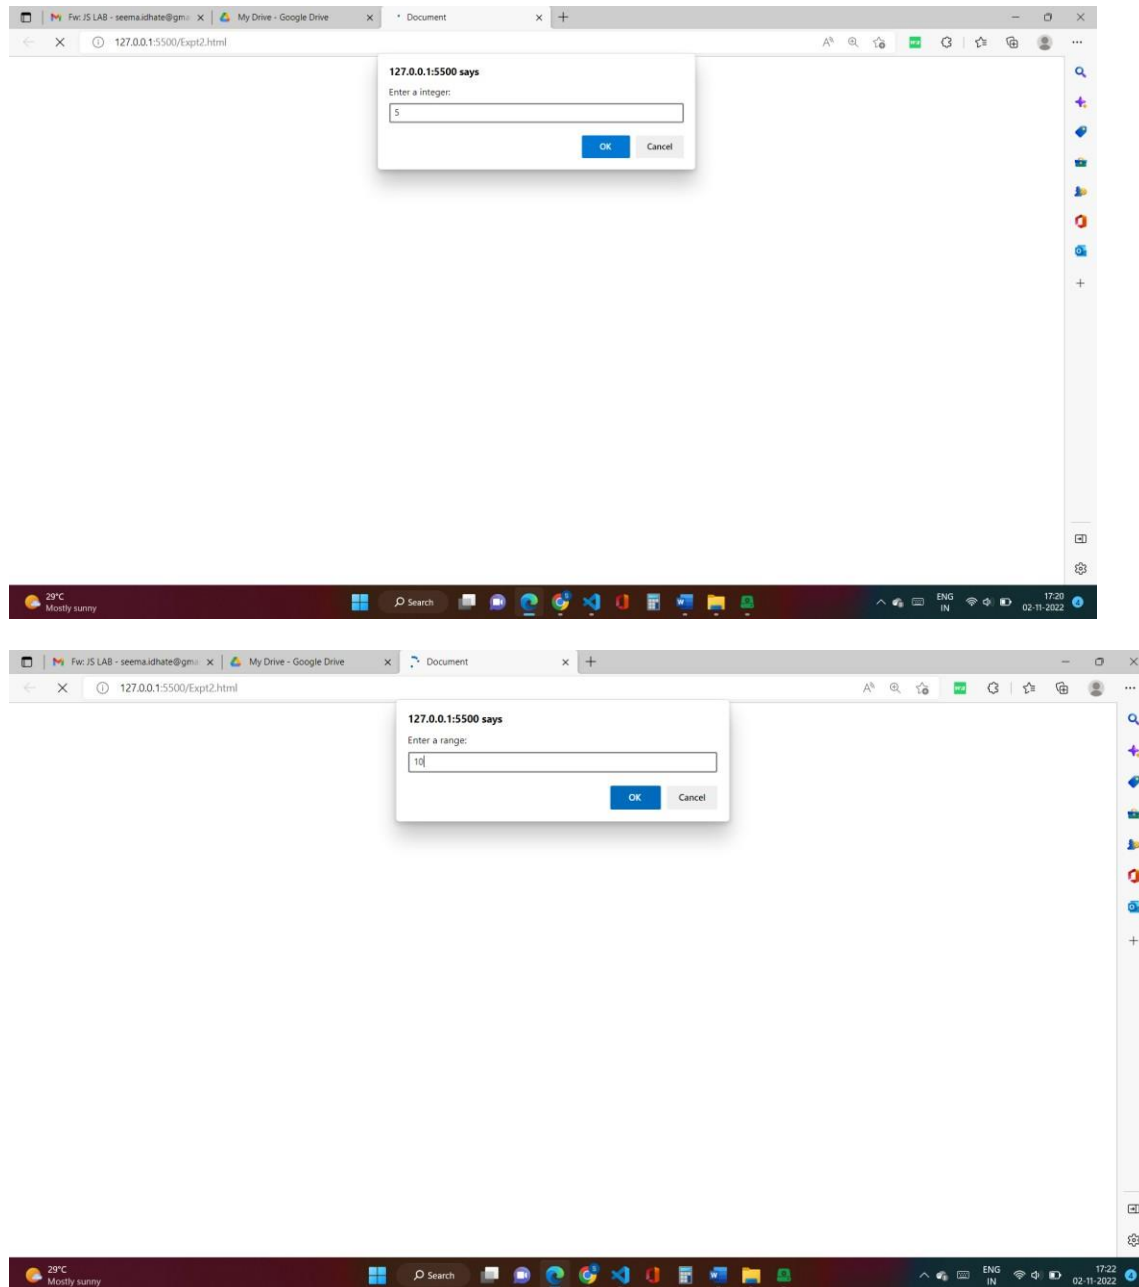 Fw: JS LAB - seema.idhate@gma
My Drive - Google Drive
Document
127.0.0.1:5500/Expt2.html
127.0.0.1:5500 says
Enter a integer:
5
OK Cancel
29°C
Mostly sunny
Search
ENG
IN
17:20
02-11-2022
Fw: JS LAB - seema.idhate@gma
My Drive - Google Drive
Document
127.0.0.1:5500/Expt2.html
127.0.0.1:5500 says
Enter a range:
10
OK Cancel
29°C
Mostly sunny
Search
ENG
IN
17:22
02-11-2022